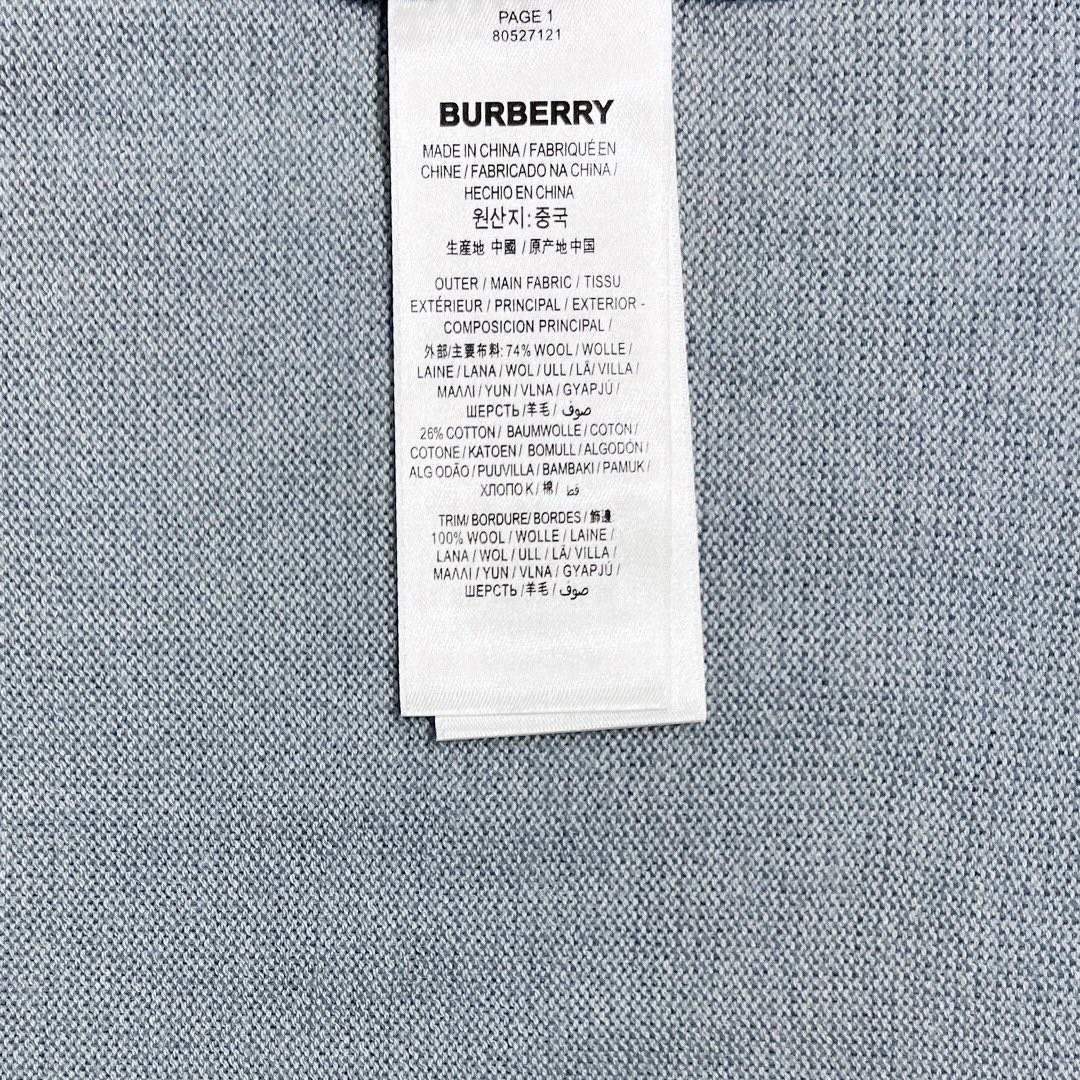 PAGE 1
80527121
BURBERRY
MADE IN CHINA / FABRIQUÉ EN
CHINE / FABRICADO NA CHINA /
HECHO EN CHINA
원산지: 중국
生産地 中國 / 原产地 中国
OUTER / MAIN FABRIC / TISSU
EXTÉRIEUR / PRINCIPAL / EXTERIOR -
COMPOSICION PRINCIPAL /
外部/主要布料: 74% WOOL / WOLLE /
LAINE / LANA / WOL / ULL / LÃ/ VILLA /
ΜΑΛΛΙ / YUN / VLNA / GYAPJÚ /
ШЕРСТЬ /羊毛 / صوف
26% COTTON / BAUMWOLLE / COTON /
COTONE / KATOEN / BOMULL / ALGODÓN /
ALG ODÃO / PUUVILLA / BAMBAKI / PAMUK /
ХЛОПО К / 棉 / قط
TRIM/ BORDURE/ BORDES / 飾邊
100% WOOL / WOLLE / LAINE /
LANA / WOL / ULL / LÃ/ VILLA /
ΜΑΛΛΙ / YUN / VLNA / GYAPJÚ /
ШЕРСТЬ /羊毛 / صوف